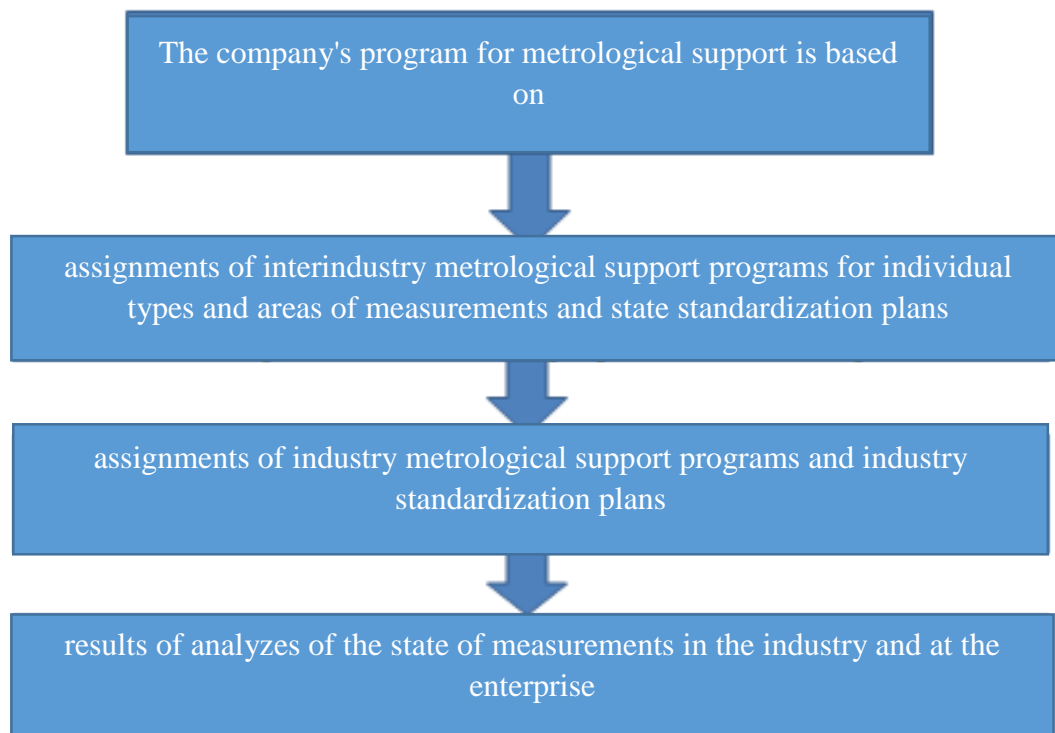 The company's program for metrological support is based
on
assignments of interindustry metrological support programs for individual
types and areas of measurements and state standardization plans
assignments of industry metrological support programs and industry
standardization plans
results of analyzes of the state of measurements in the industry and at the
enterprise